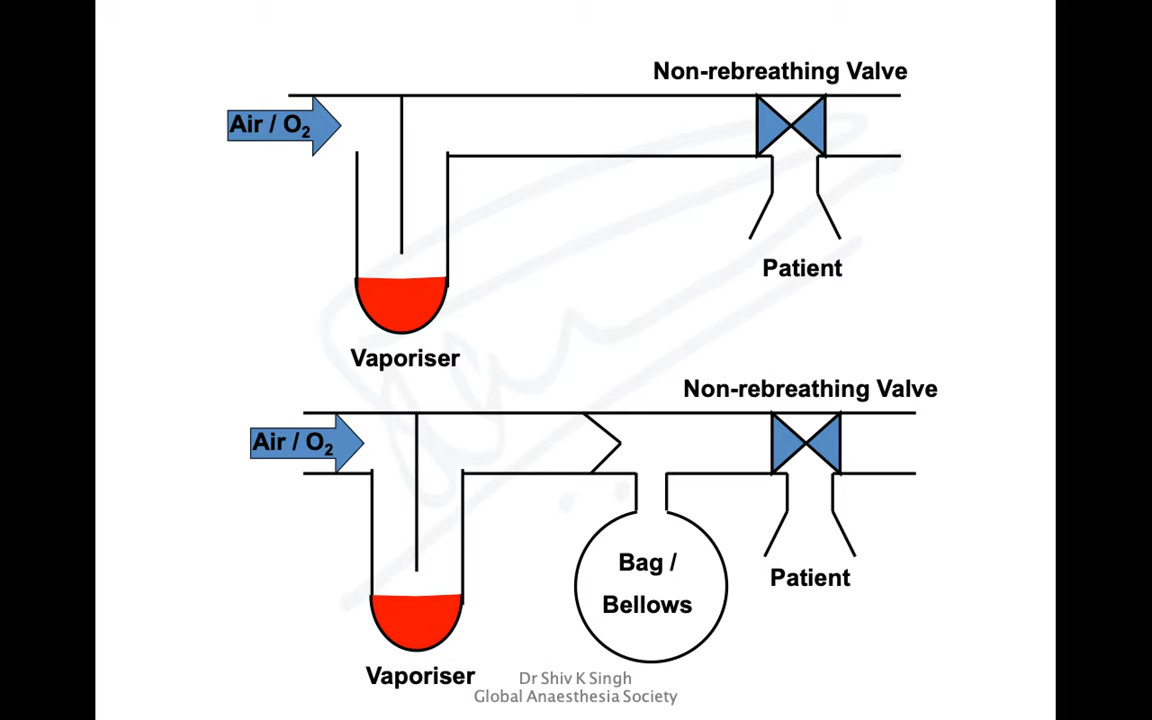 Non-rebreathing Valve
Air / O₂
Patient
Vaporiser
Non-rebreathing Valve
Air / O₂
Bag /
Bellows
Patient
Vaporiser
Dr Shiv K Singh
Global Anaesthesia Society